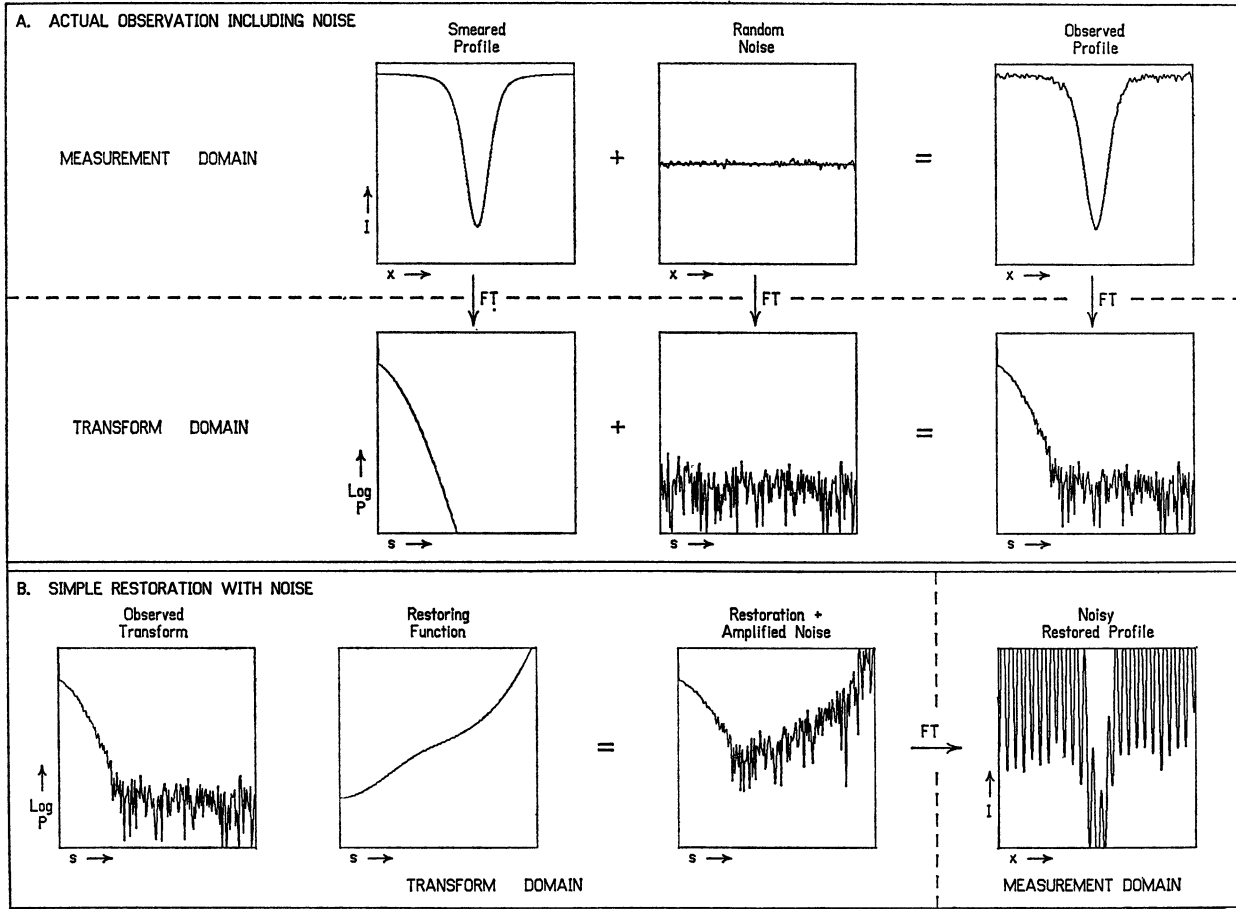 A. ACTUAL OBSERVATION INCLUDING NOISE
Smeared
Profile
Random
Noise
Observed
Profile
MEASUREMENT DOMAIN
+
=
I
x
x
x
FT
FT
FT
TRANSFORM DOMAIN
+
=
Log
P
s
s
s
B. SIMPLE RESTORATION WITH NOISE
Observed
Transform
Restoring
Function
Restoration +
Amplified Noise
Noisy
Restored Profile
=
FT
Log
P
I
s
s
x
TRANSFORM DOMAIN
MEASUREMENT DOMAIN